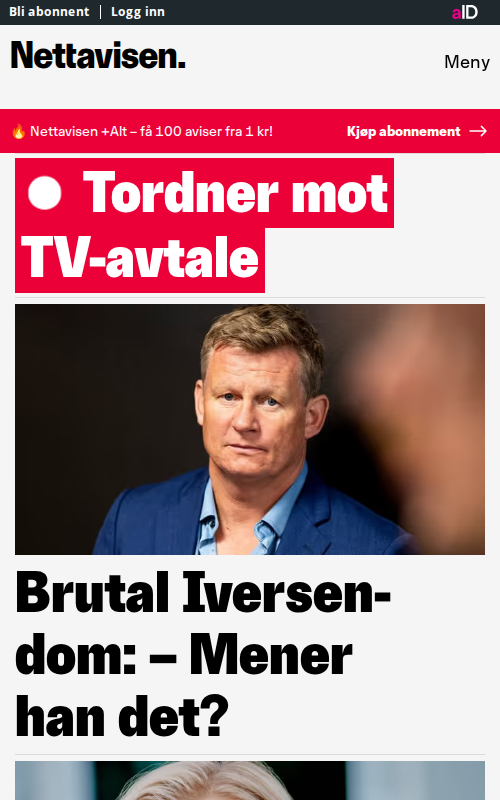 Bli abonnent | Logg inn
aID
Nettavisen.
Meny
🔥 Nettavisen +Alt – få 100 aviser fra 1 kr!
Kjøp abonnement →
Tordner mot
TV-avtale
Brutal Iversen-
dom: – Mener
han det?